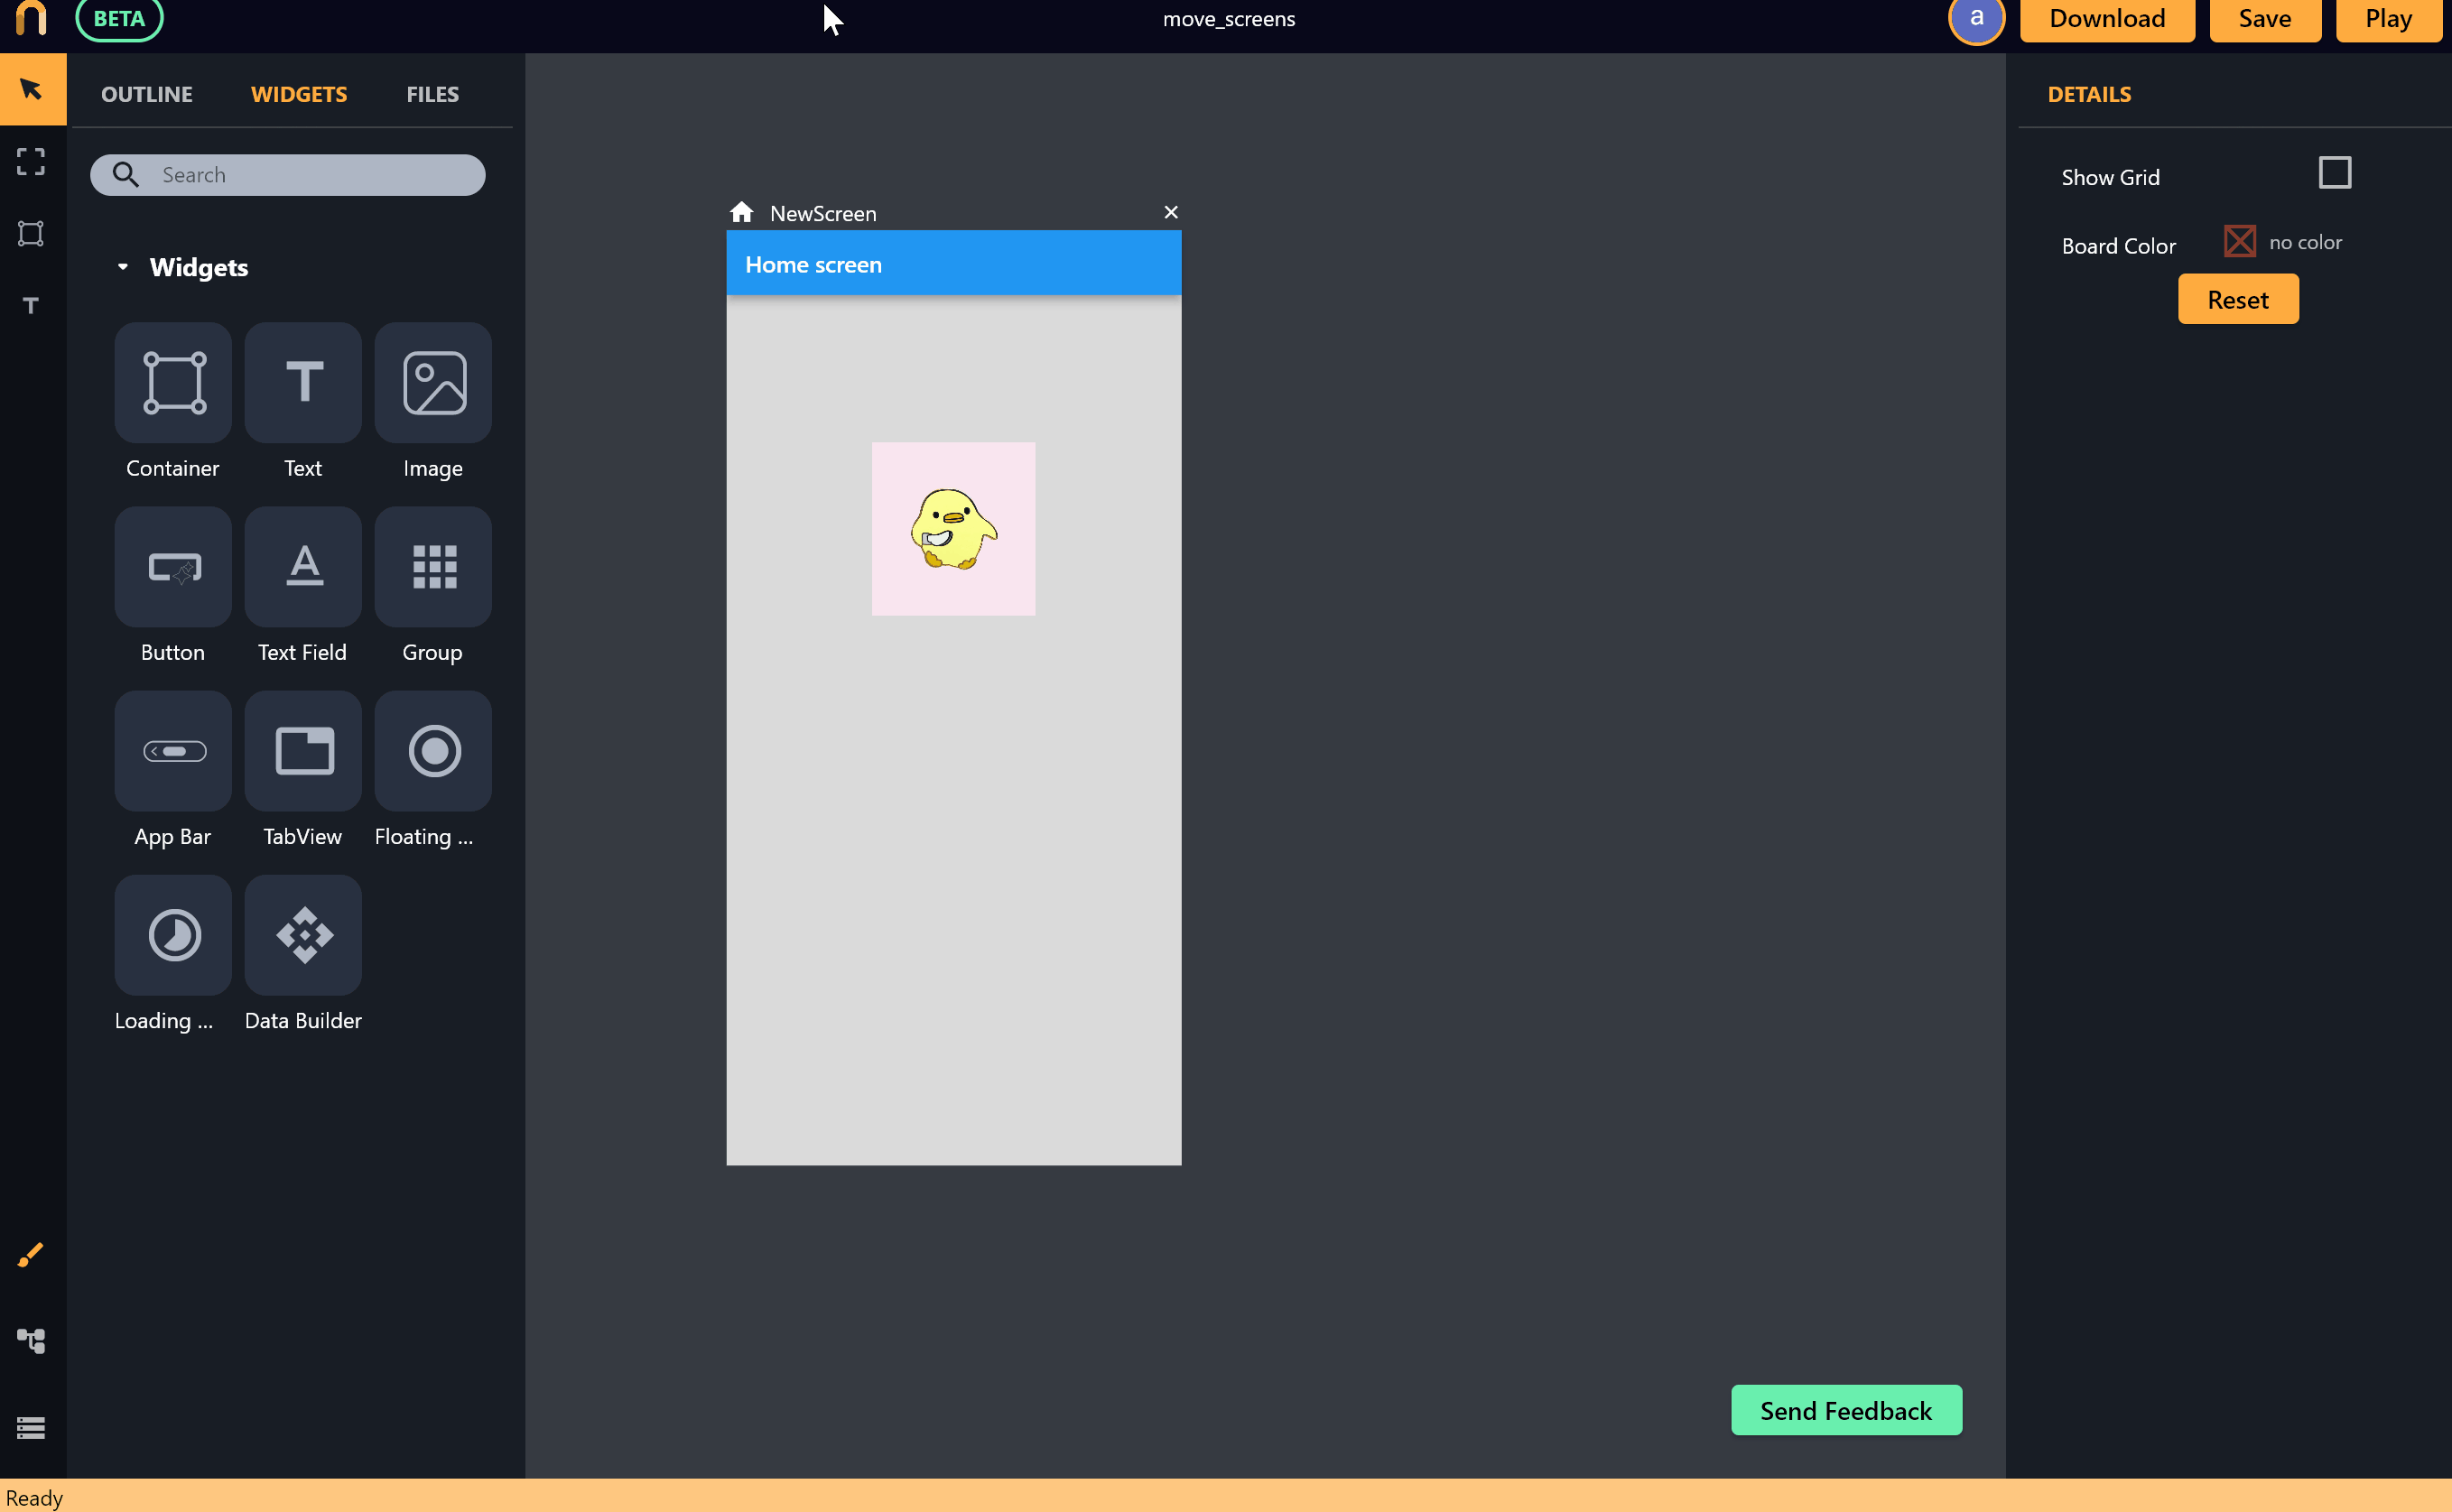 BETA
move_screens
a
Download
Save
Play
OUTLINE
WIDGETS
FILES
DETAILS
Search
Show Grid
Board Color
no color
Reset
NewScreen
Home screen
Widgets
Container
Text
Image
Button
Text Field
Group
App Bar
TabView
Floating ...
Loading ...
Data Builder
Send Feedback
Ready